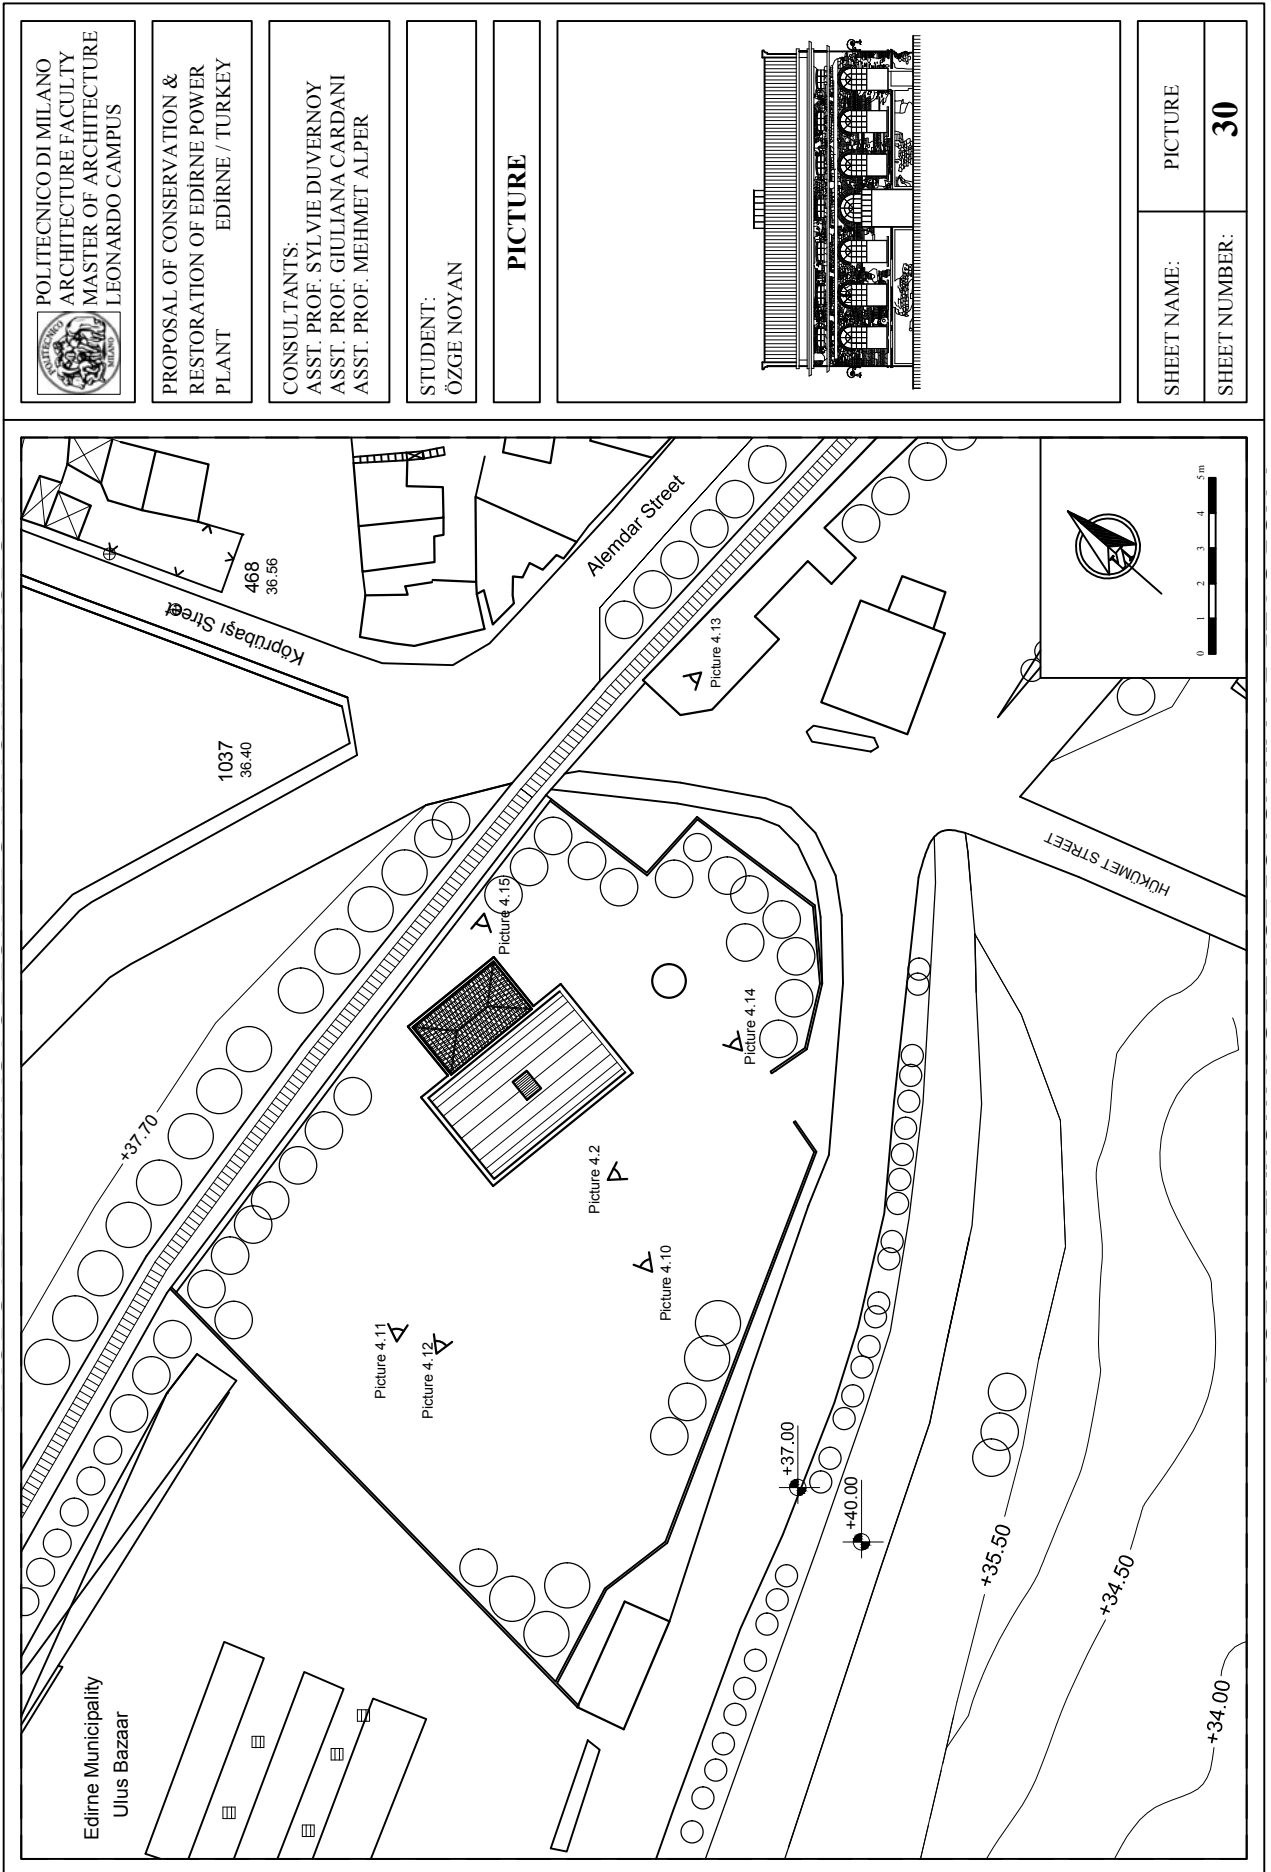 POLITECNICO DI MILANO
ARCHITECTURE FACULTY
MASTER OF ARCHITECTURE
LEONARDO CAMPUS
POLITECNICO
MILANO
PROPOSAL OF CONSERVATION &
RESTORATION OF EDİRNE POWER
PLANT EDİRNE / TURKEY
CONSULTANTS:
ASST. PROF. SYLVIE DUVERNOY
ASST. PROF. GIULIANA CARDANI
ASST. PROF. MEHMET ALPER
STUDENT:
ÖZGE NOYAN
PICTURE
SHEET NAME: PICTURE
SHEET NUMBER: 30
Edirne Municipality
Ulus Bazaar
+37.70
1037
36.40
468
36.56
Köprübaşı Street
Alemdar Street
Picture 4.11
Picture 4.12
Picture 4.15
Picture 4.2
Picture 4.10
Picture 4.14
Picture 4.13
+37.00
+40.00
+35.50
+34.50
+34.00
HÜKÜMET STREET
N
0 1 2 3 4 5 m